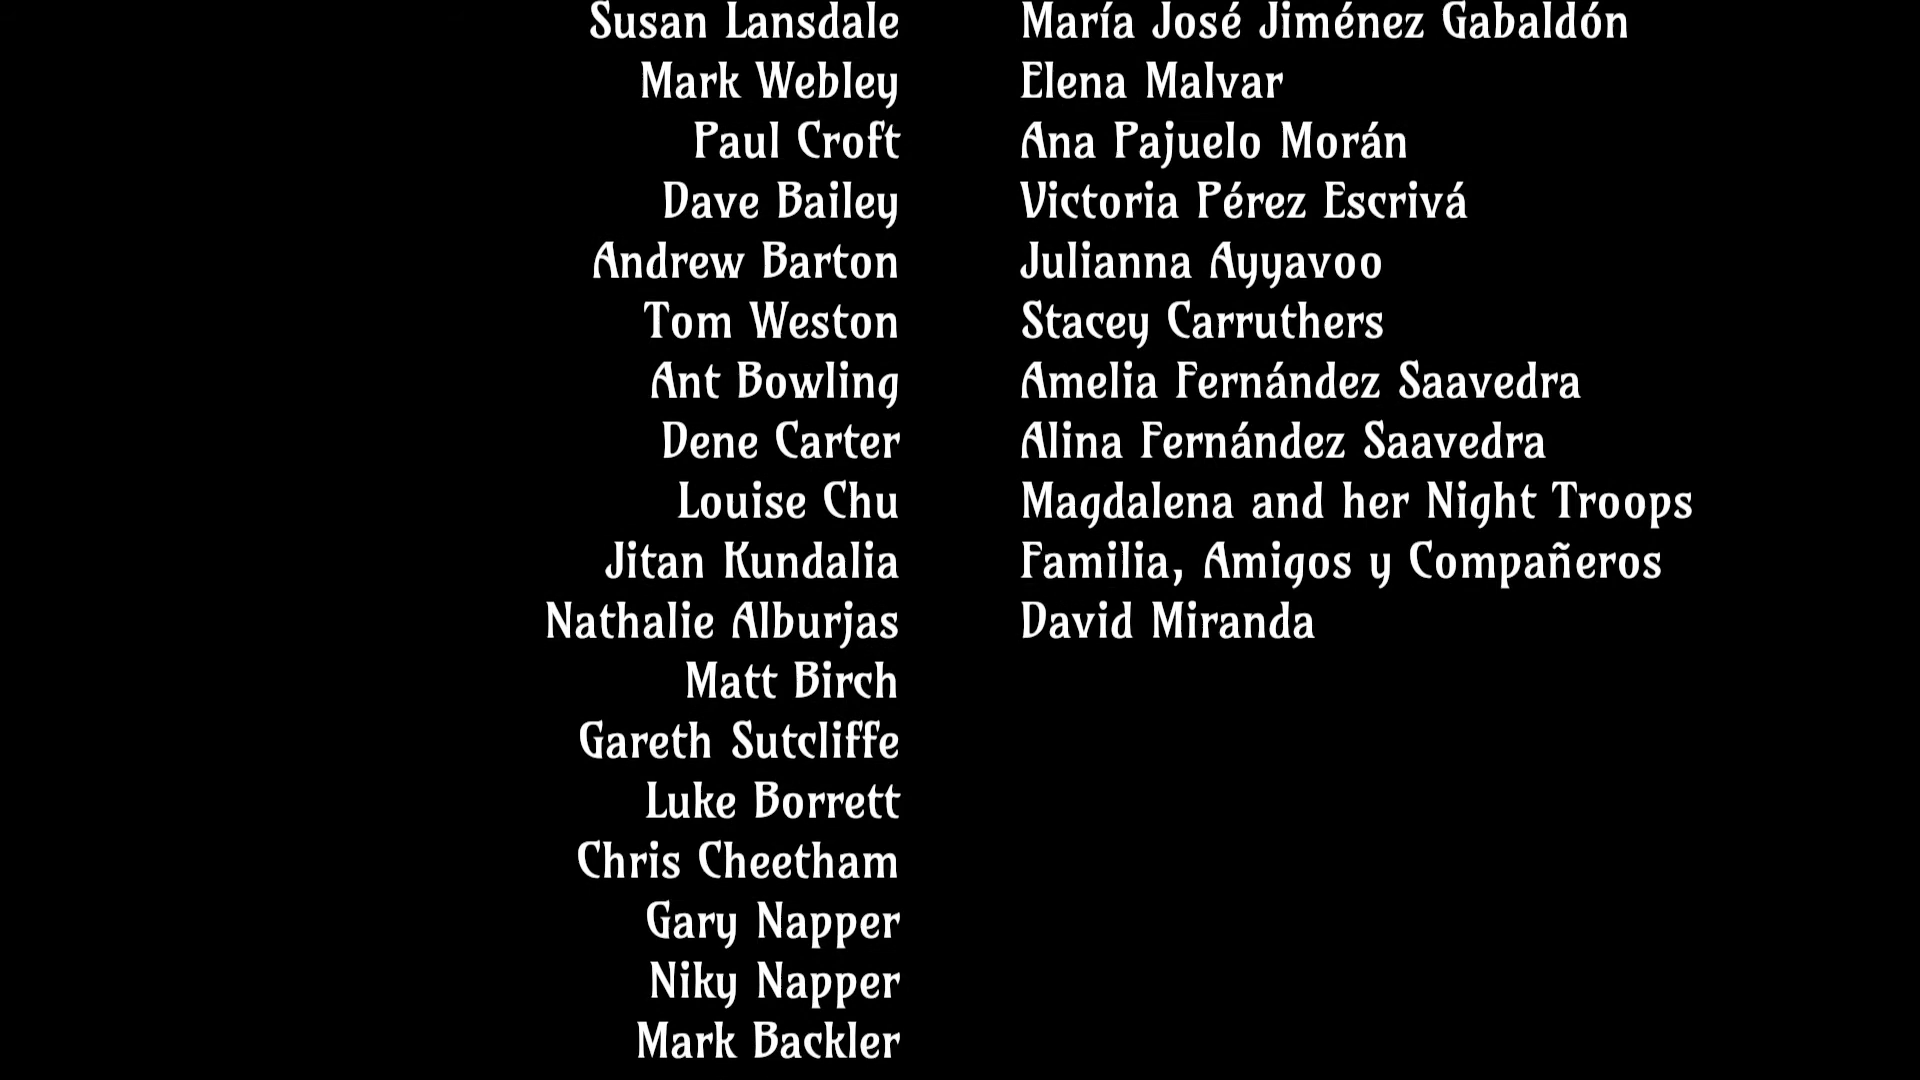 Susan Lansdale
Mark Webley
Paul Croft
Dave Bailey
Andrew Barton
Tom Weston
Ant Bowling
Dene Carter
Louise Chu
Jitan Kundalia
Nathalie Alburjas
Matt Birch
Gareth Sutcliffe
Luke Borrett
Chris Cheetham
Gary Napper
Niky Napper
Mark Backler
María José Jiménez Gabaldón
Elena Malvar
Ana Pajuelo Morán
Victoria Pérez Escrivá
Julianna Ayyavoo
Stacey Carruthers
Amelia Fernández Saavedra
Alina Fernández Saavedra
Magdalena and her Night Troops
Familia, Amigos y Compañeros
David Miranda